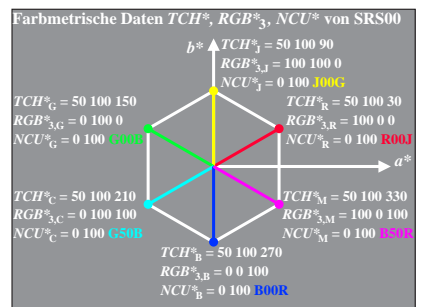 Farbmetrische Daten TCH*, RGB*3, NCU* von SRS00
b*
TCH*J = 50 100 90
RGB*3,J = 100 100 0
NCU*J = 0 100 J00G
TCH*G = 50 100 150
RGB*3,G = 0 100 0
NCU*G = 0 100 G00B
TCH*R = 50 100 30
RGB*3,R = 100 0 0
NCU*R = 0 100 R00J
a*
TCH*C = 50 100 210
RGB*3,C = 0 100 100
NCU*C = 0 100 G50B
TCH*M = 50 100 330
RGB*3,M = 100 0 100
NCU*M = 0 100 B50R
TCH*B = 50 100 270
RGB*3,B = 0 0 100
NCU*B = 0 100 B00R